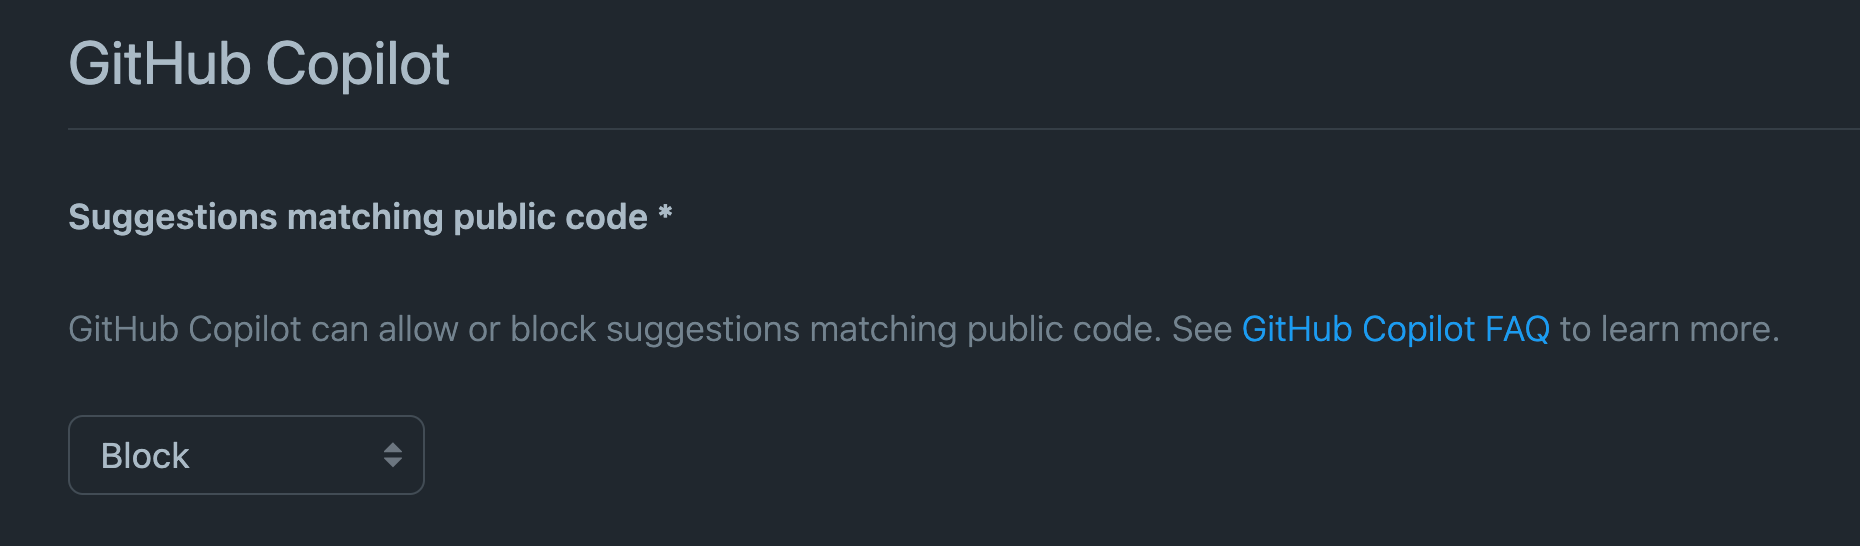 GitHub Copilot
Suggestions matching public code *
GitHub Copilot can allow or block suggestions matching public code. See GitHub Copilot FAQ to learn more.
Block